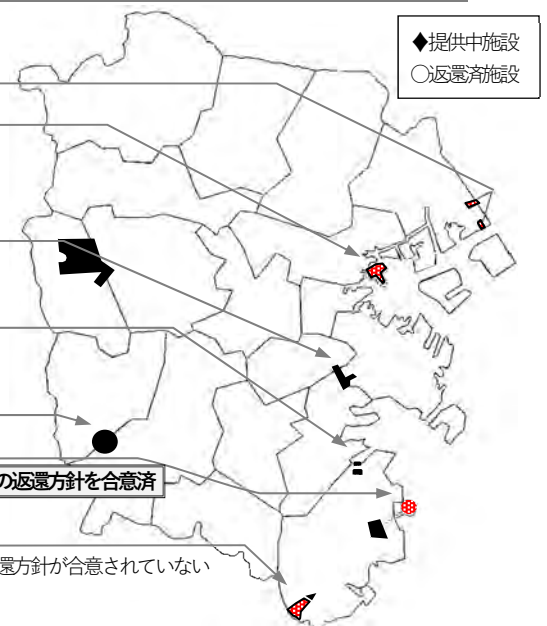 ◆提供中施設
○返還済施設
の返還方針を合意済
還方針が合意されていない